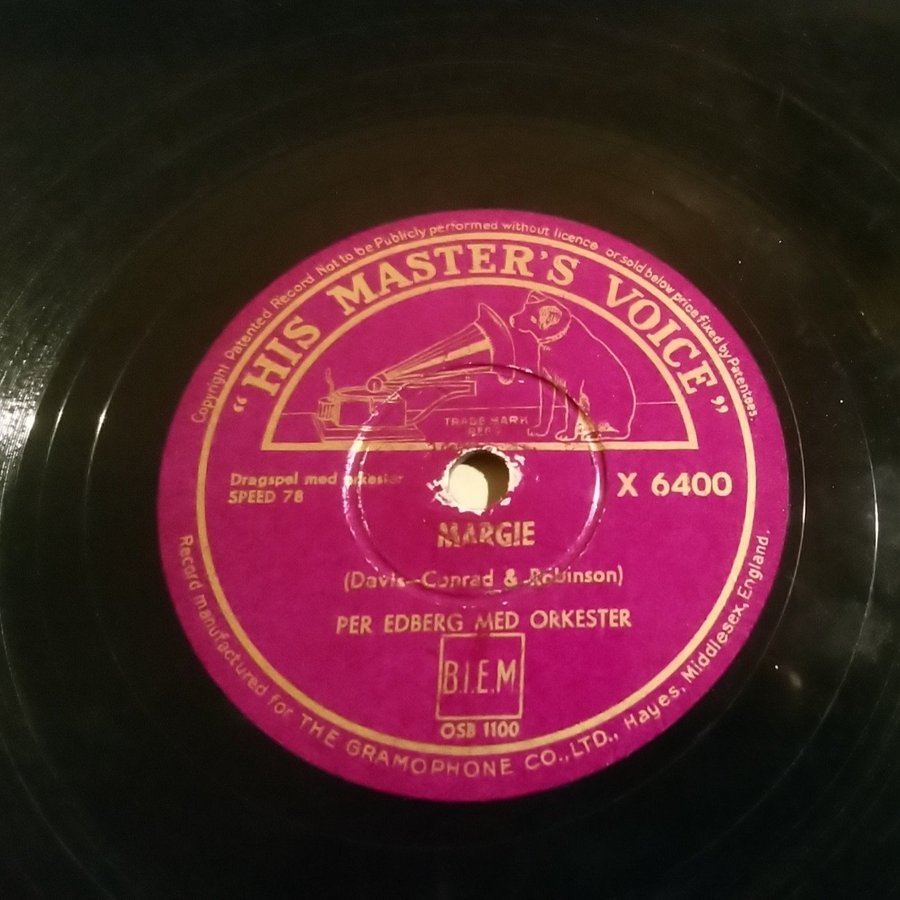 Copyright Patented Record Not to be Publicly performed without licence or sold below price fixed by Patentees.
"HIS MASTER'S VOICE"
TRADE MARK
REGD
Dragspel med orkester
SPEED 78
X 6400
MARGIE
(Davis—Conrad & Robinson)
PER EDBERG MED ORKESTER
B.I.E.M
OSB 1100
Record manufactured for THE GRAMOPHONE CO., LTD., Hayes, Middlesex, England.